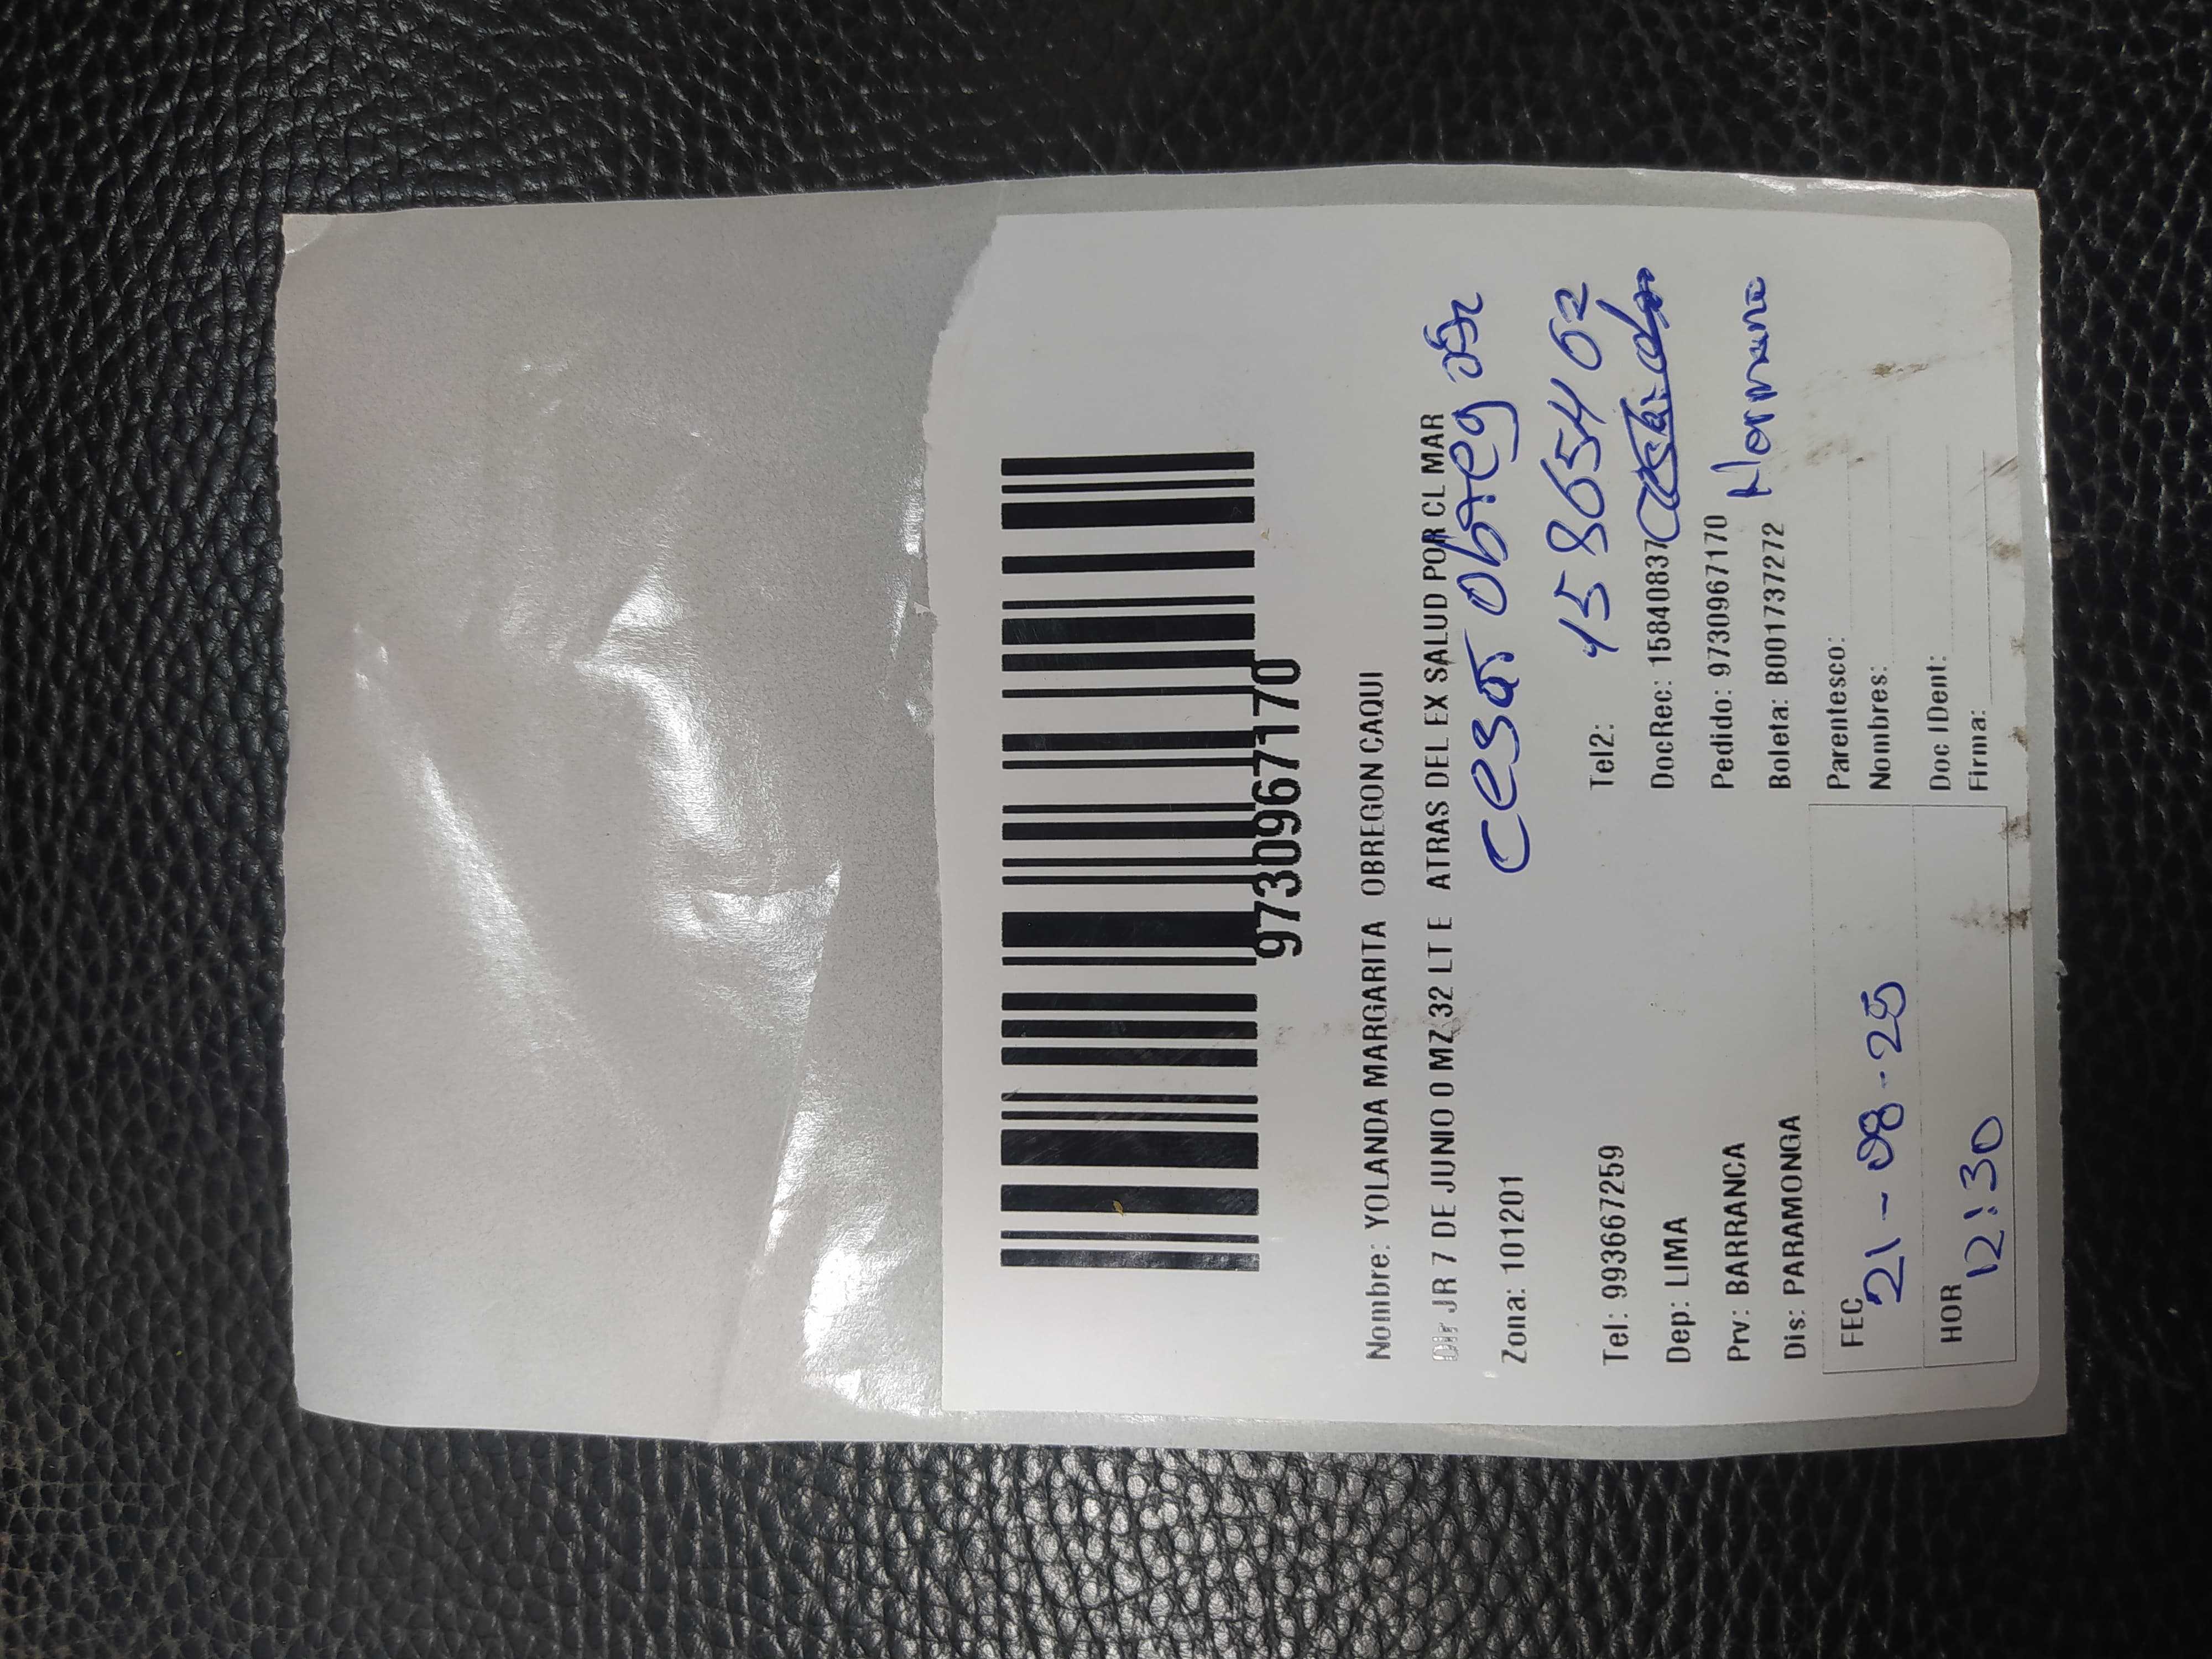 9730967170
Nombre: YOLANDA MARGARITA OBREGON CAQUI
Dir JR 7 DE JUNIO 0 MZ 32 LT E ATRAS DEL EX SALUD POR CL MAR
Zona: 101201
cesar obregon
15865402
Tel: 993667259 Tel2:
Dep: LIMA DocRec: 15840837
Prv: BARRANCA Pedido: 9730967170
Dis: PARAMONGA Boleta: B001737272
Hermano
FEC
21-08-25
Parentesco:
Nombres:
HOR
12:30
Doc IDent:
Firma: